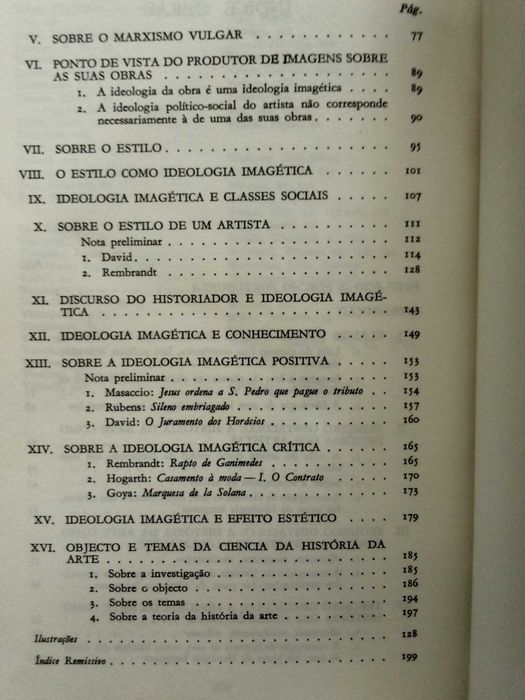 Pág.
V. SOBRE O MARXISMO VULGAR . . . . . . . . . . . . 77
VI. PONTO DE VISTA DO PRODUTOR DE IMAGENS SOBRE
AS SUAS OBRAS . . . . . . . . . . . . . . . . . . 89
1. A ideologia da obra é uma ideologia imagética . . . . . . 89
2. A ideologia político-social do artista não corresponde
necessariamente à de uma das suas obras. . . . . . . . 90
VII. SOBRE O ESTILO. . . . . . . . . . . . . . . . . . 95
VIII. O ESTILO COMO IDEOLOGIA IMAGÉTICA . . . . . . . 101
IX. IDEOLOGIA IMAGÉTICA E CLASSES SOCIAIS . . . . . . 107
X. SOBRE O ESTILO DE UM ARTISTA . . . . . . . . . . 111
Nota preliminar . . . . . . . . . . . . . . . . . . 112
1. David. . . . . . . . . . . . . . . . . . . . . . 114
2. Rembrandt . . . . . . . . . . . . . . . . . . . 128
XI. DISCURSO DO HISTORIADOR E IDEOLOGIA IMAGÉ-
TICA . . . . . . . . . . . . . . . . . . . . . . . 143
XII. IDEOLOGIA IMAGÉTICA E CONHECIMENTO . . . . . . 149
XIII. SOBRE A IDEOLOGIA IMAGÉTICA POSITIVA . . . . . 153
Nota preliminar . . . . . . . . . . . . . . . . . . 153
1. Masaccio: Jesus ordena a S. Pedro que pague o tributo . . 154
2. Rubens: Sileno embriagado . . . . . . . . . . . . . 157
3. David: O Juramento dos Horácios . . . . . . . . . . . 160
XIV. SOBRE A IDEOLOGIA IMAGÉTICA CRÍTICA . . . . . . 165
1. Rembrandt: Rapto de Ganimedes . . . . . . . . . . . 165
2. Hogarth: Casamento à moda — I. O Contrato . . . . . . 170
3. Goya: Marquesa de la Solana . . . . . . . . . . . . 173
XV. IDEOLOGIA IMAGÉTICA E EFEITO ESTÉTICO . . . . . 179
XVI. OBJECTO E TEMAS DA CIENCIA DA HISTÓRIA DA
ARTE . . . . . . . . . . . . . . . . . . . . . . . 185
1. Sobre a investigação . . . . . . . . . . . . . . . . 185
2. Sobre o objecto . . . . . . . . . . . . . . . . . . 186
3. Sobre os temas . . . . . . . . . . . . . . . . . . 194
4. Sobre a teoria da história da arte . . . . . . . . . . . 197
Ilustrações . . . . . . . . . . . . . . . . . . . . . . . 128
Índice Remissivo . . . . . . . . . . . . . . . . . . . . . 199